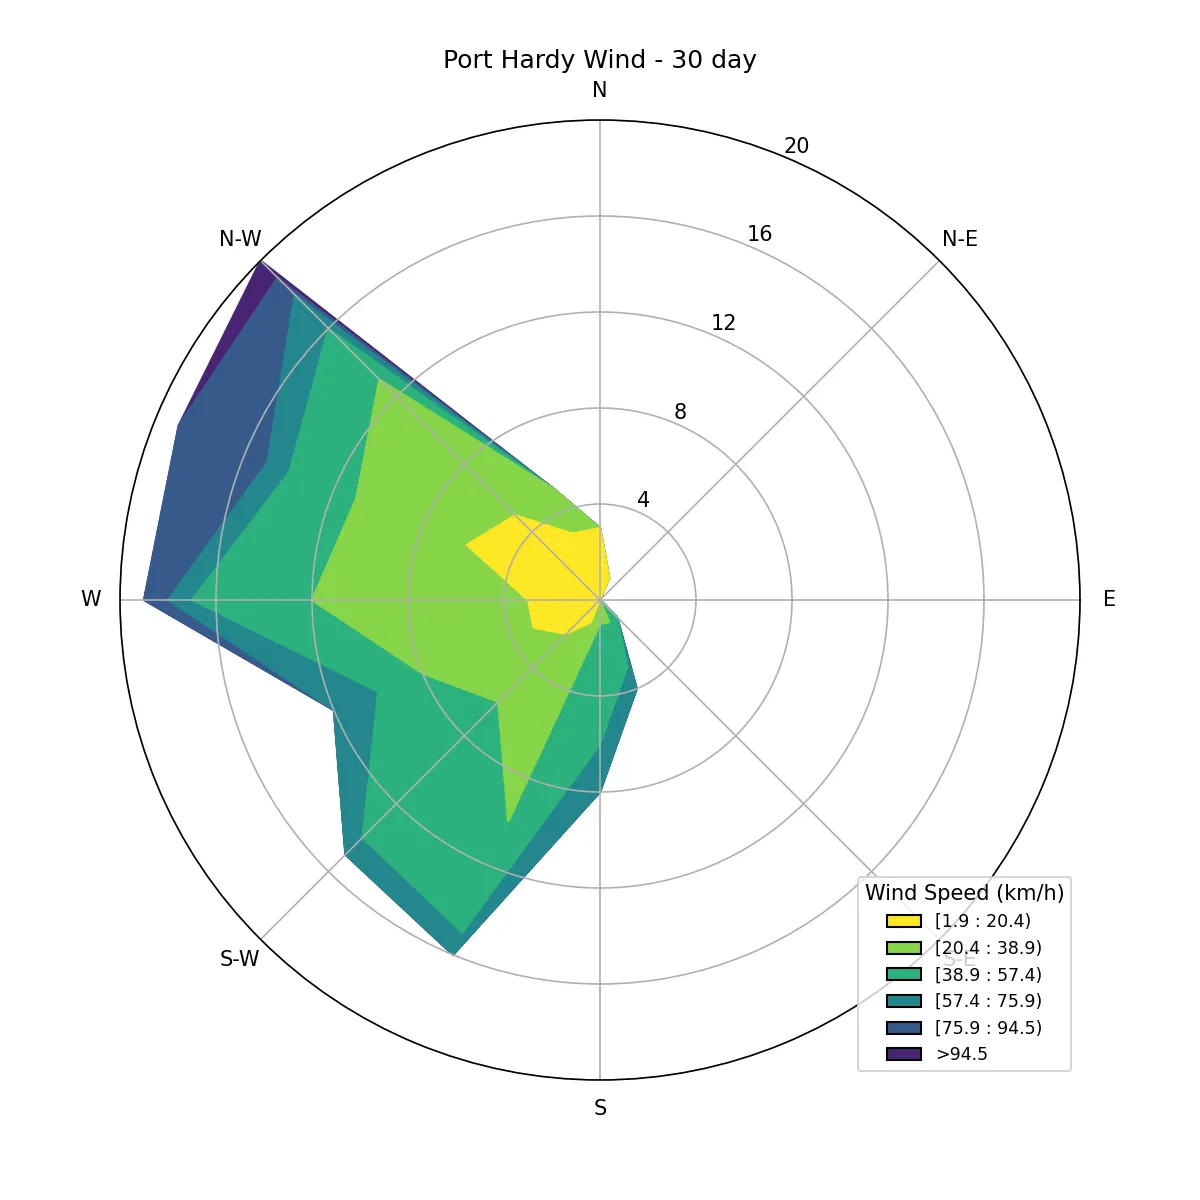 Port Hardy Wind - 30 day
N
20
N-W
16
N-E
12
8
4
W
E
S-W
S-E
Wind Speed (km/h)
[1.9 : 20.4)
[20.4 : 38.9)
[38.9 : 57.4)
[57.4 : 75.9)
[75.9 : 94.5)
>94.5
S